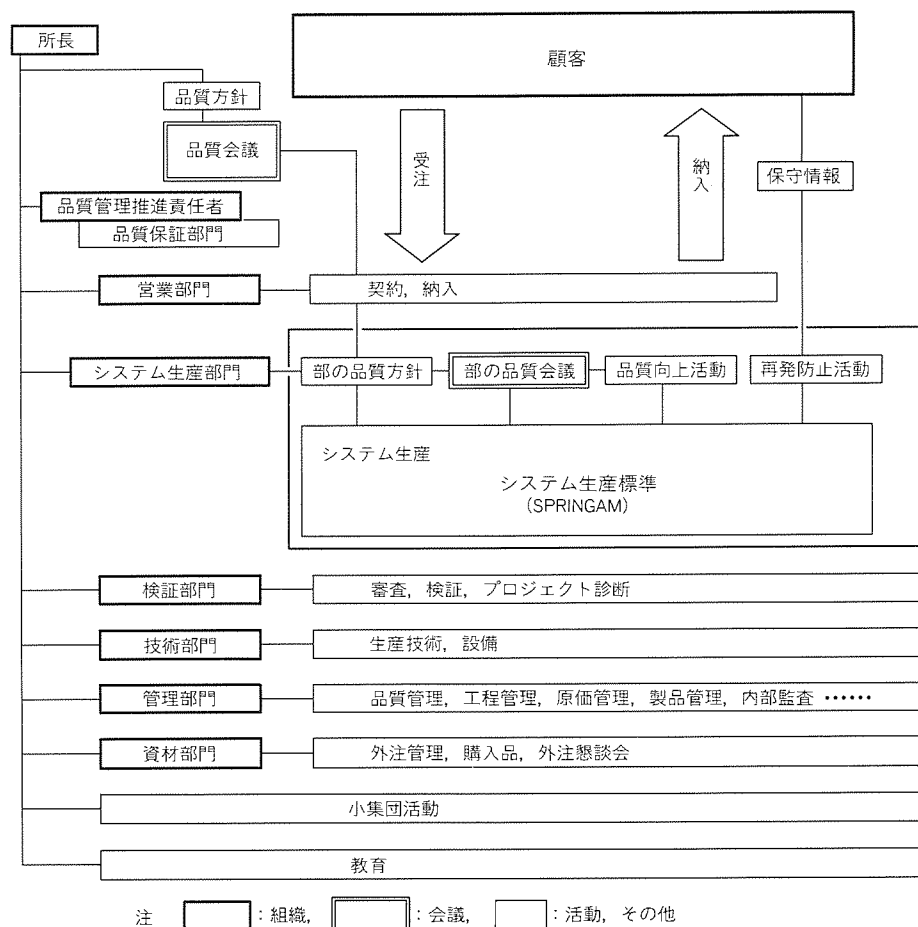 所長
顧客
品質方針
品質会議
受注
納入
保守情報
品質管理推進責任者
品質保証部門
営業部門
契約, 納入
システム生産部門
部の品質方針
部の品質会議
品質向上活動
再発防止活動
システム生産
システム生産標準
(SPRINGAM)
検証部門
審査, 検証, プロジェクト診断
技術部門
生産技術, 設備
管理部門
品質管理, 工程管理, 原価管理, 製品管理, 内部監査 ……
資材部門
外注管理, 購入品, 外注懇談会
小集団活動
教育
注 :組織, :会議, :活動, その他